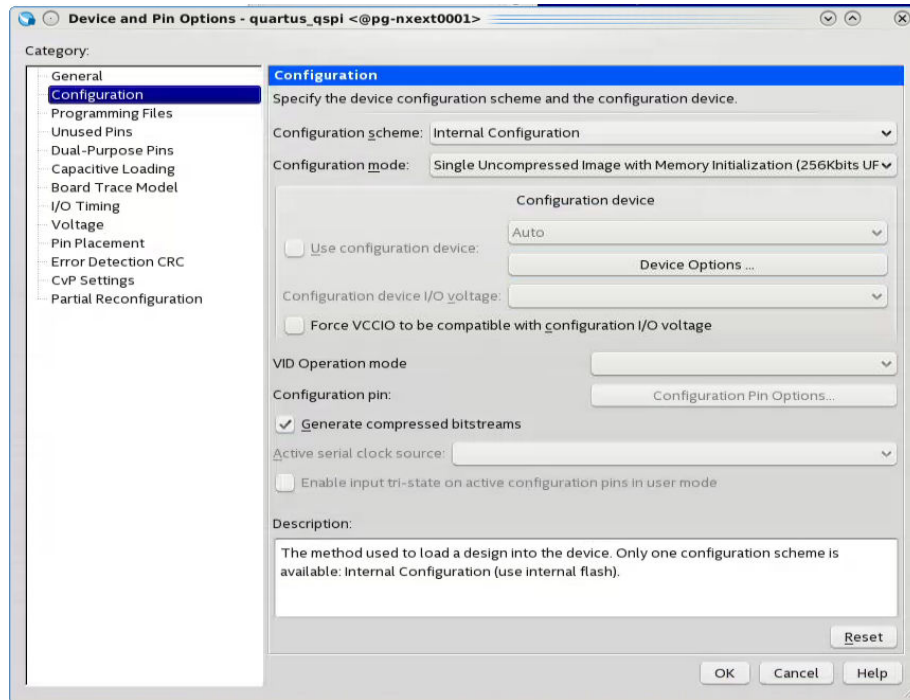 Device and Pin Options - quartus_qspi <@pg-nxext0001>
Category:
General
Configuration
Programming Files
Unused Pins
Dual-Purpose Pins
Capacitive Loading
Board Trace Model
I/O Timing
Voltage
Pin Placement
Error Detection CRC
CvP Settings
Partial Reconfiguration
Configuration
Specify the device configuration scheme and the configuration device.
Configuration scheme: Internal Configuration
Configuration mode: Single Uncompressed Image with Memory Initialization (256Kbits UF
Configuration device
Use configuration device: Auto
Device Options ...
Configuration device I/O voltage:
Force VCCIO to be compatible with configuration I/O voltage
VID Operation mode
Configuration pin: Configuration Pin Options...
Generate compressed bitstreams
Active serial clock source:
Enable input tri-state on active configuration pins in user mode
Description:
The method used to load a design into the device. Only one configuration scheme is
available: Internal Configuration (use internal flash).
Reset
OK Cancel Help